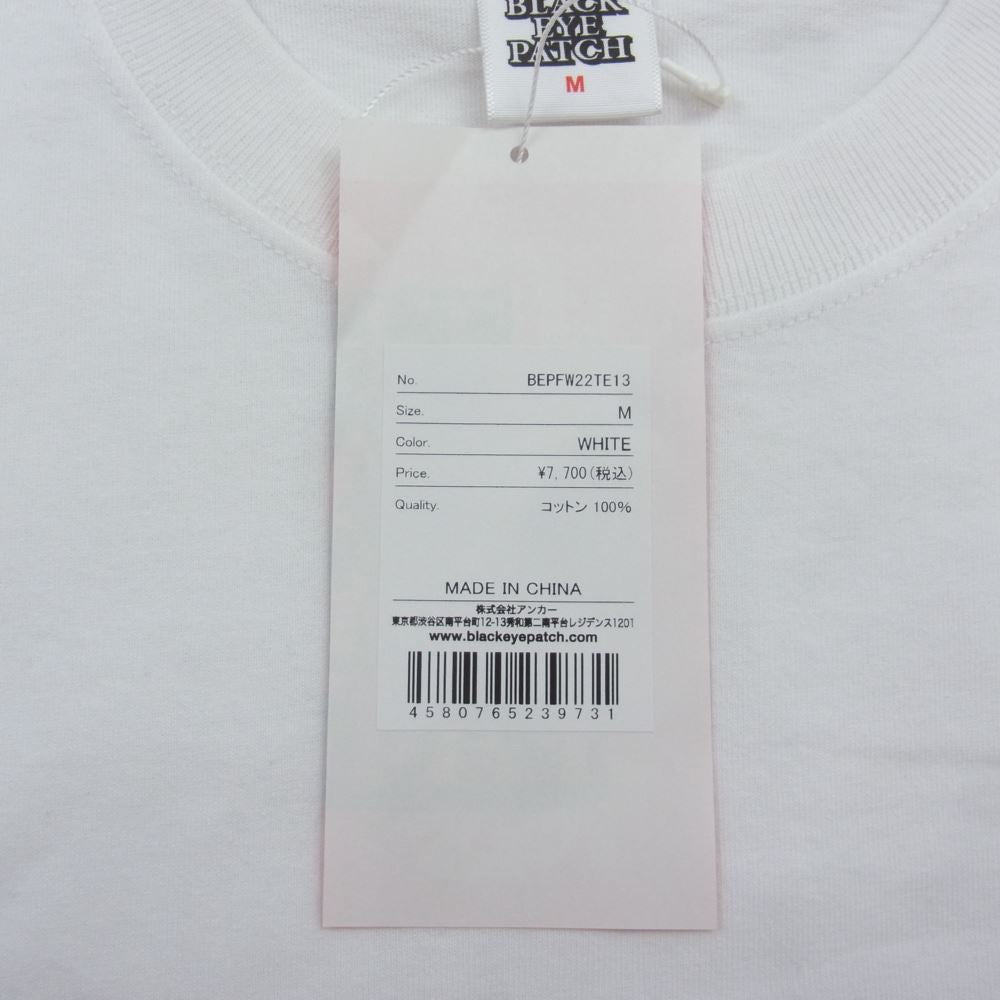 BLACK
EYE
PATCH
M
No. BEPFW22TE13
Size. M
Color. WHITE
Price. ¥7,700(税込)
Quality. コットン 100%
MADE IN CHINA
株式会社アンカー
東京都渋谷区南平台町12-13秀和第二南平台レジデンス1201
www.blackeyepatch.com
4580765239731